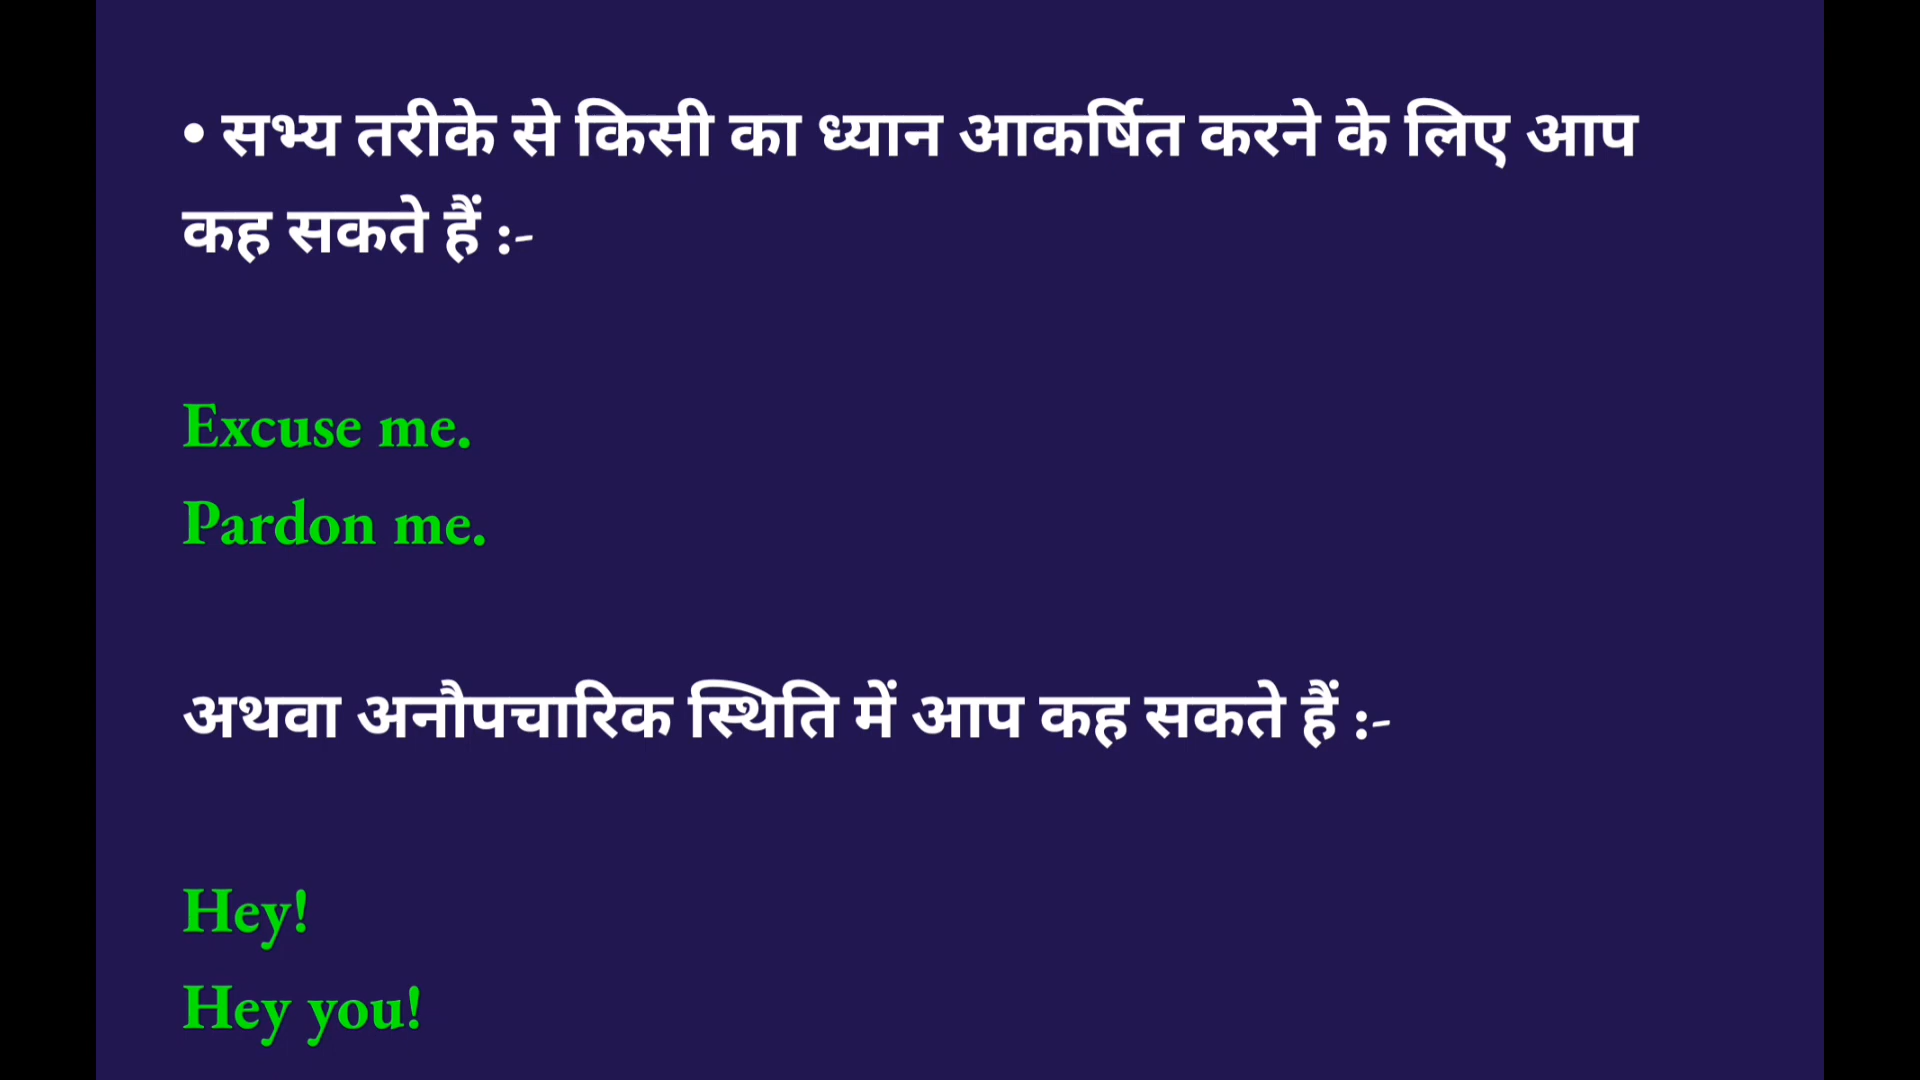 • सभ्य तरीके से किसी का ध्यान आकर्षित करने के लिए आप
कह सकते हैं :-
Excuse me.
Pardon me.
अथवा अनौपचारिक स्थिति में आप कह सकते हैं :-
Hey!
Hey you!